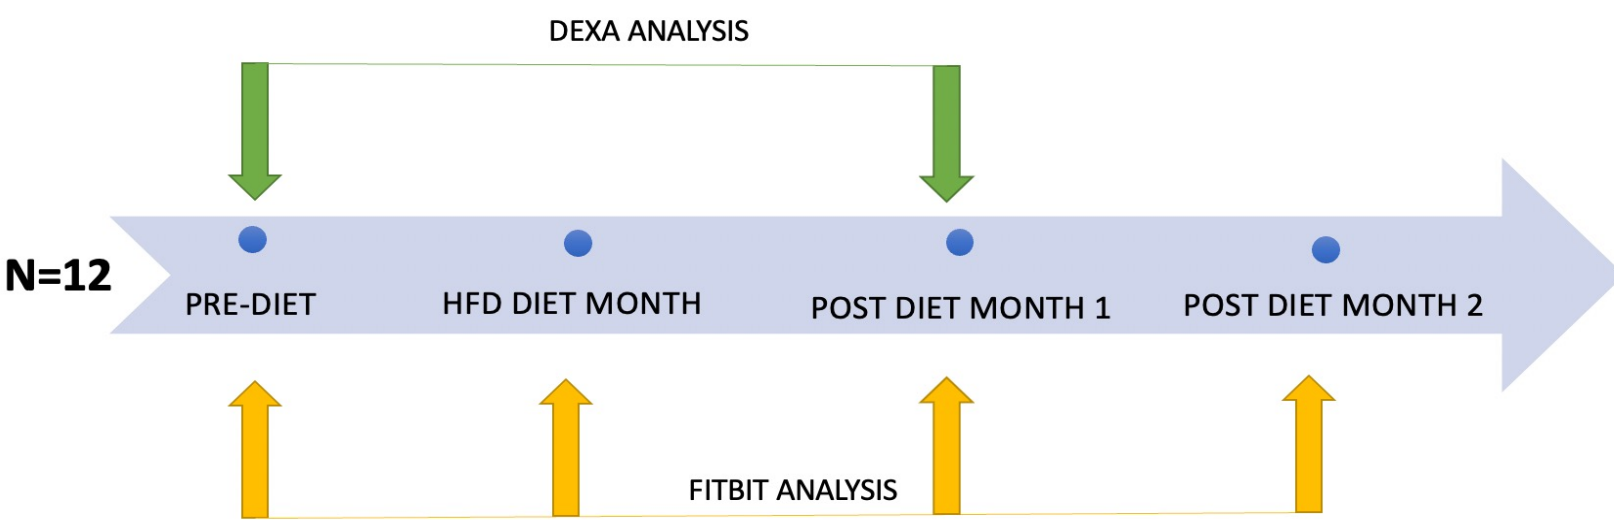 DEXA ANALYSIS
N=12
PRE-DIET
HFD DIET MONTH
POST DIET MONTH 1
POST DIET MONTH 2
FITBIT ANALYSIS